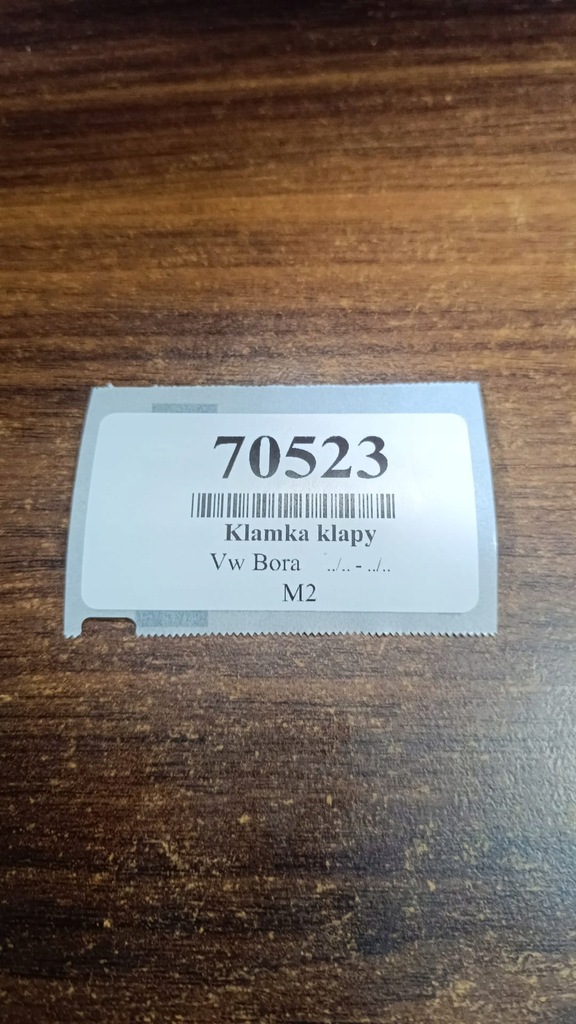 70523
Klamka klapy
Vw Bora ../.. - ../..
M2